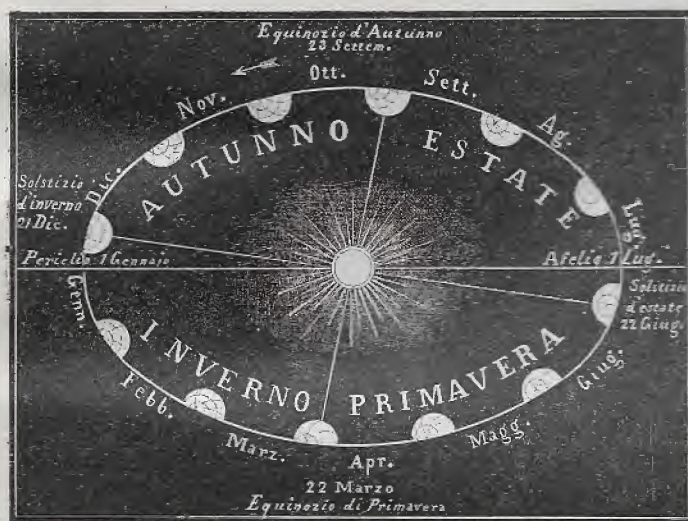 Equinozio d'Autunno
23 Settem.
Ott.
Sett.
Nov.
Ag.
AUTUNNO
ESTATE
Dic.
Lug.
Solstizio
d'inverno
21 Dic.
Perielio 1 Gennaio
Afelio 1 Lug.
Solstizio
d'estate
22 Giug.
Genn.
INVERNO
PRIMAVERA
Giug.
Febb.
Magg.
Marz.
Apr.
22 Marzo
Equinozio di Primavera